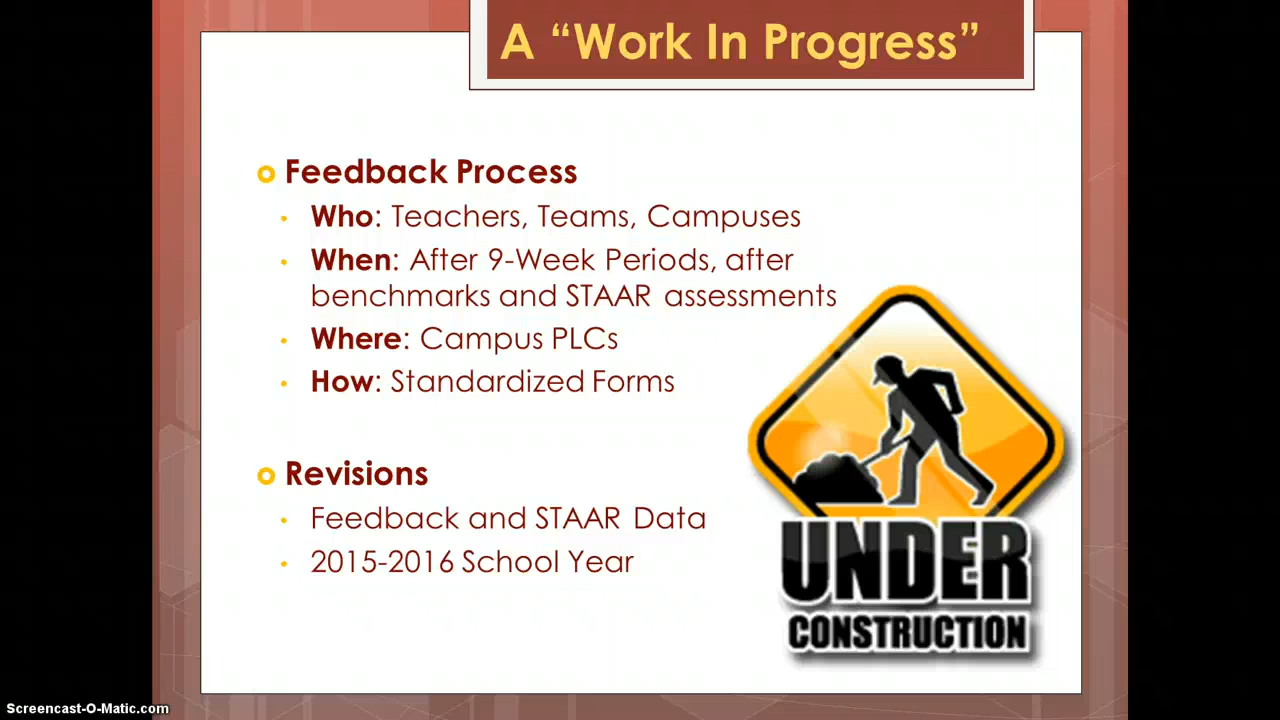 A “Work In Progress”
Feedback Process
Who: Teachers, Teams, Campuses
When: After 9-Week Periods, after
benchmarks and STAAR assessments
Where: Campus PLCs
How: Standardized Forms
Revisions
Feedback and STAAR Data
2015-2016 School Year
UNDER
CONSTRUCTION
Screencast-O-Matic.com